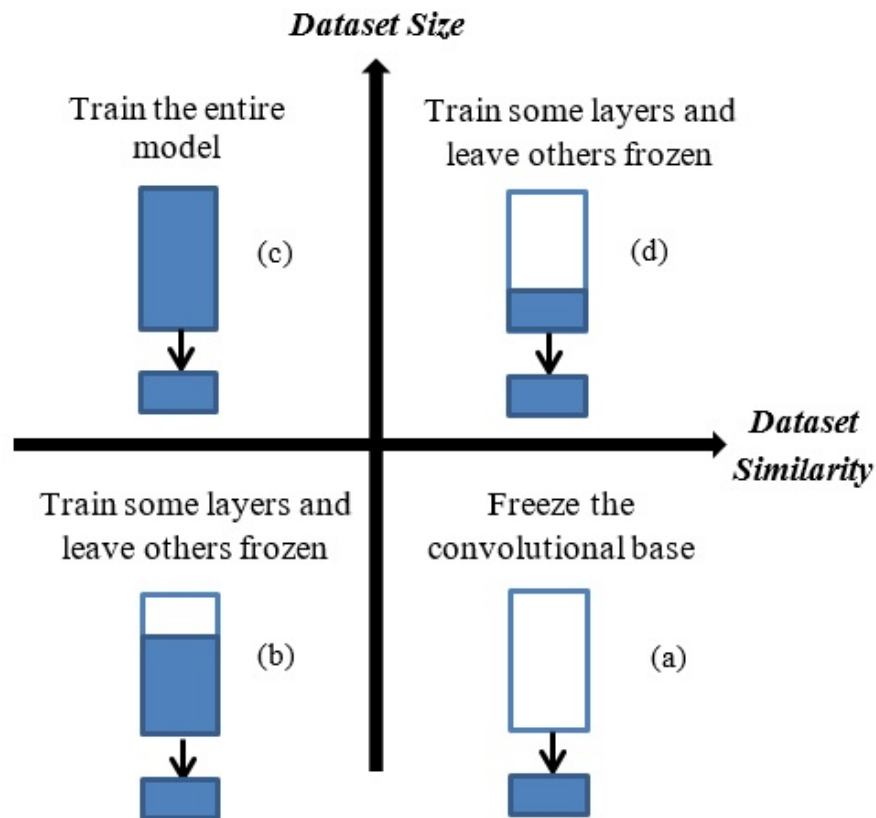 Dataset Size
Train the entire
model
(c)
Train some layers and
leave others frozen
(d)
Dataset
Similarity
Train some layers and
leave others frozen
(b)
Freeze the
convolutional base
(a)